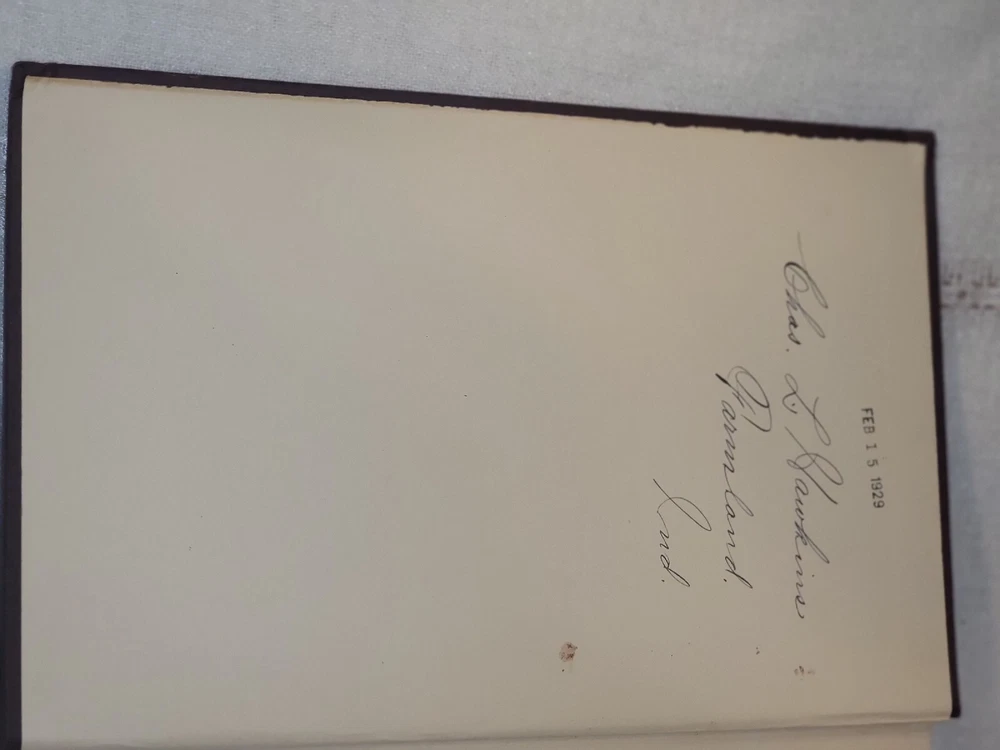 FEB 15 1929
Chas. L. Hawkins
Farmland.
Ind.